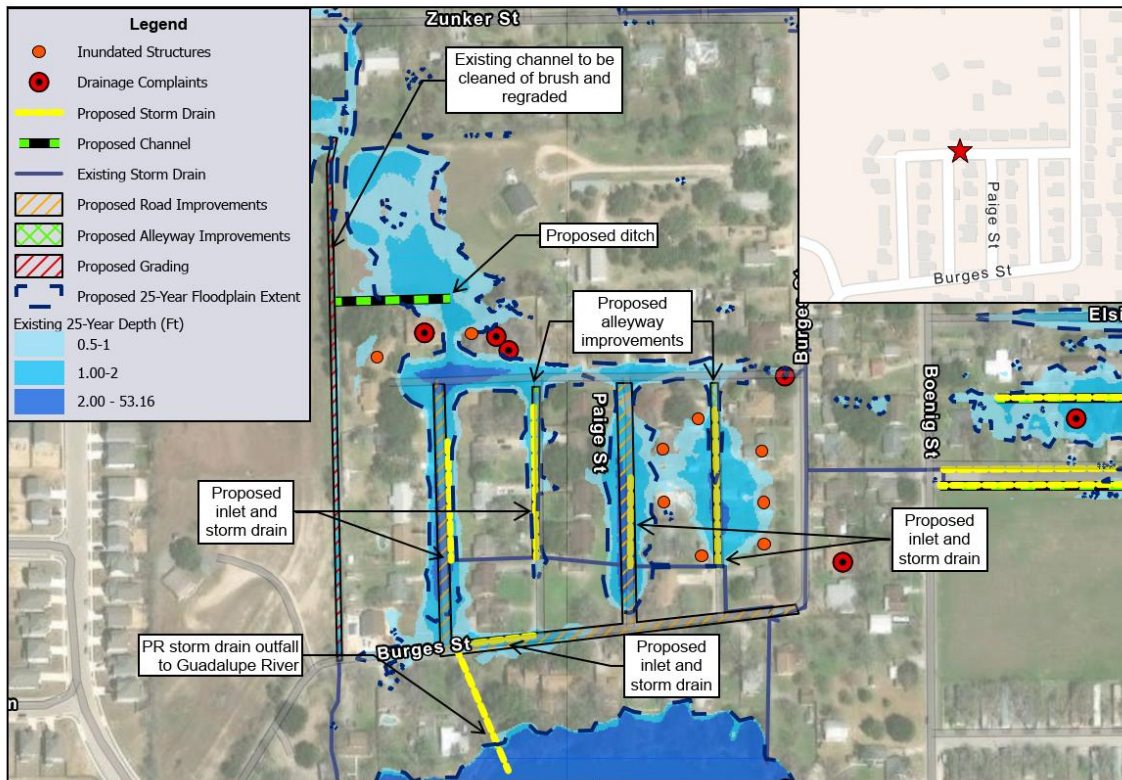 Legend
Inundated Structures
Drainage Complaints
Proposed Storm Drain
Proposed Channel
Existing Storm Drain
Proposed Road Improvements
Proposed Alleyway Improvements
Proposed Grading
Proposed 25-Year Floodplain Extent
Existing 25-Year Depth (Ft)
0.5-1
1.00-2
2.00 - 53.16
Zunker St
Existing channel to be
cleaned of brush and
regraded
Proposed ditch
Proposed
alleyway
improvements
Paige St
Burges St
Burges S
Elsi
Boenig St
Paige St
Proposed
inlet and
storm drain
Proposed
inlet and
storm drain
PR storm drain outfall
to Guadalupe River
Burges St
Proposed
inlet and
storm drain
n